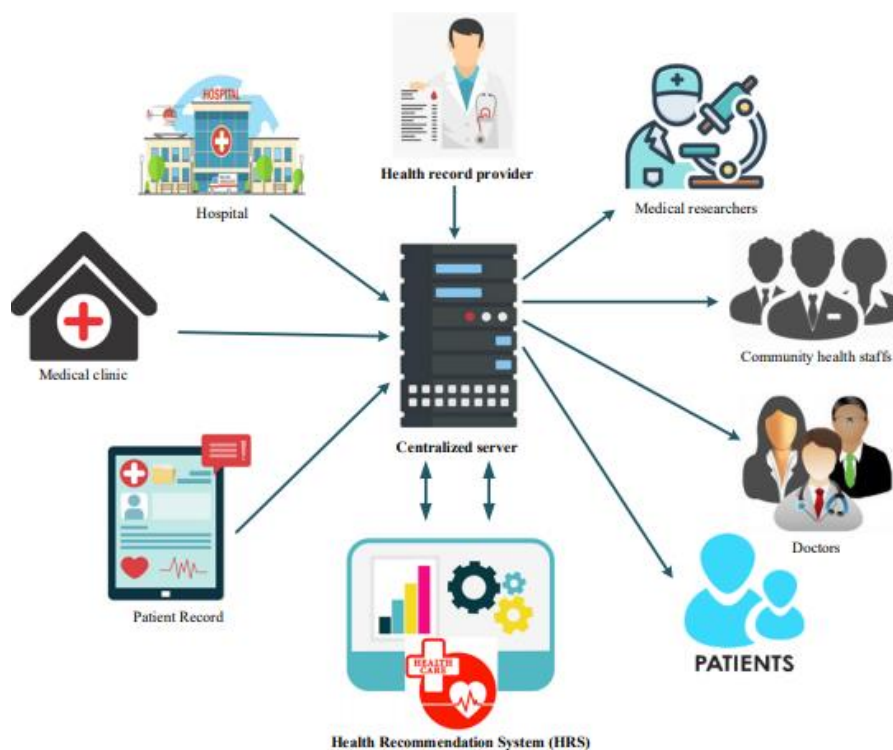 HOSPITAL
Health record provider
Hospital
Medical researchers
Medical clinic
Community health staffs
Centralized server
Patient Record
Doctors
PATIENTS
HEALTH
CARE
Health Recommendation System (HRS)